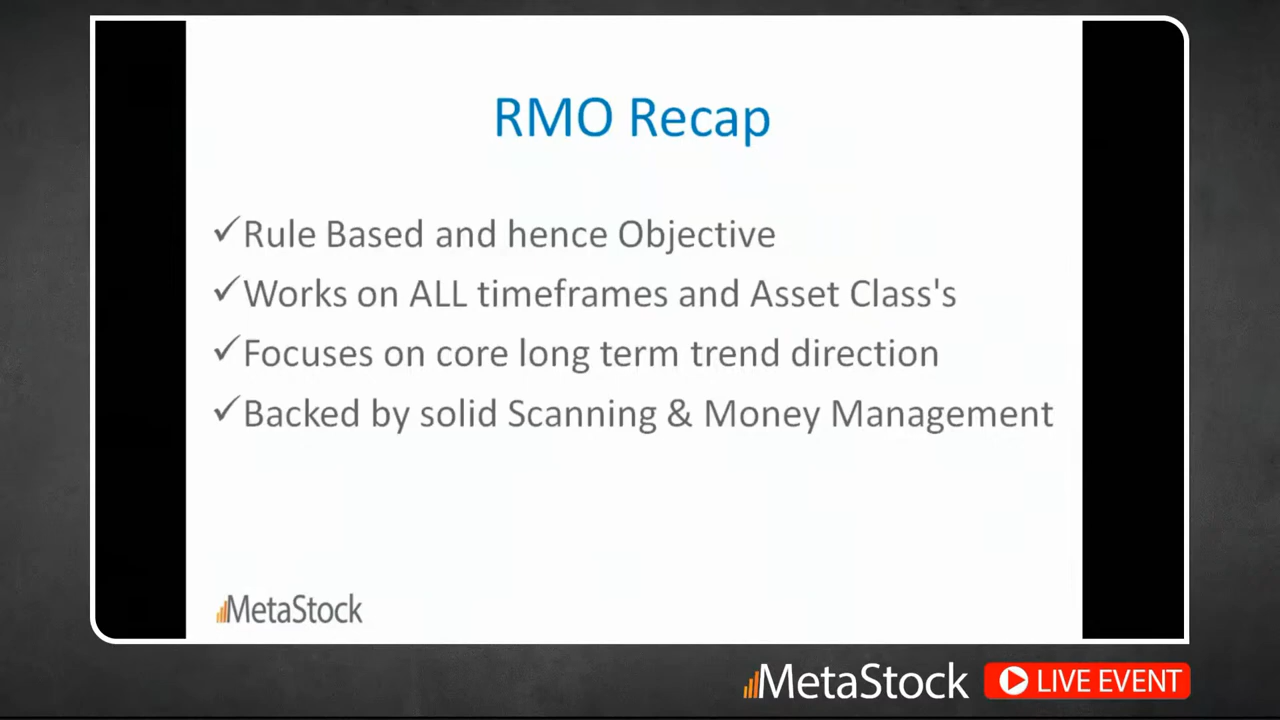 RMO Recap
✓Rule Based and hence Objective
✓Works on ALL timeframes and Asset Class's
✓Focuses on core long term trend direction
✓Backed by solid Scanning & Money Management
MetaStock
MetaStock LIVE EVENT